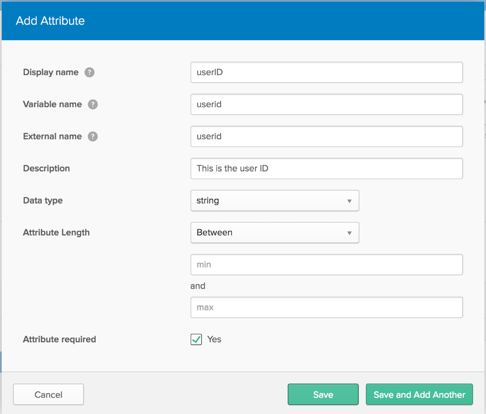 Add Attribute
Display name ? userID
Variable name ? userid
External name ? userid
Description This is the user ID
Data type string
Attribute Length Between
min
and
max
Attribute required Yes
Cancel Save Save and Add Another